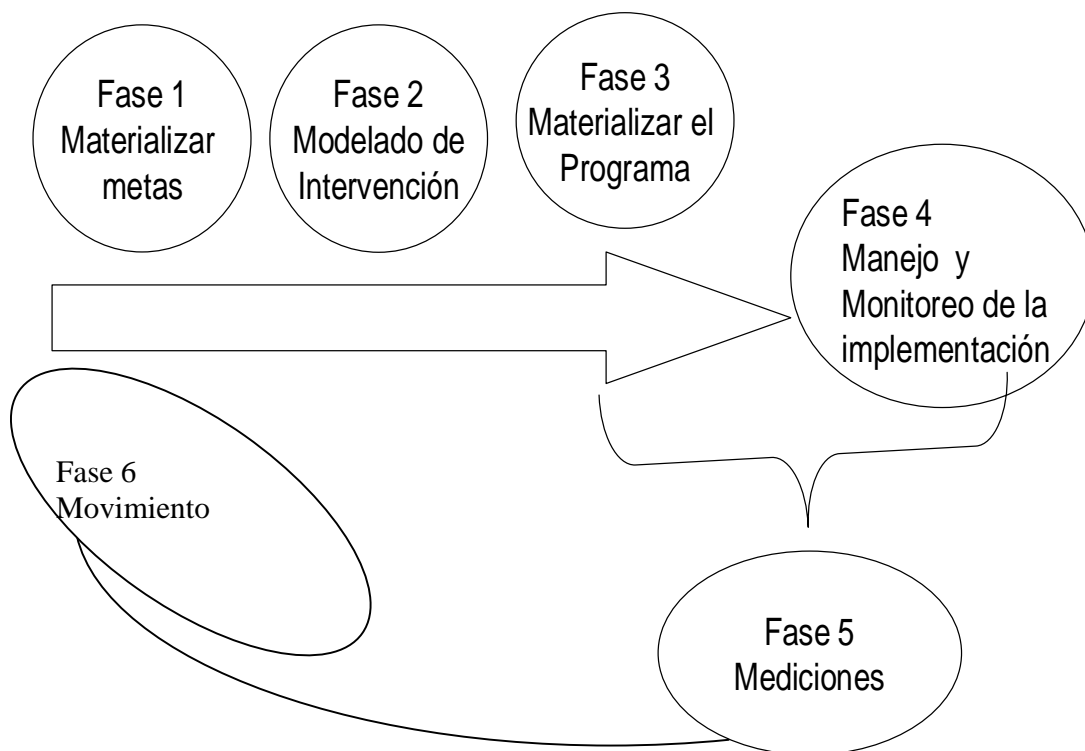 Fase 1
Materializar
metas
Fase 2
Modelado de
Intervención
Fase 3
Materializar el
Programa
Fase 4
Manejo y
Monitoreo de la
implementación
Fase 6
Movimiento
Fase 5
Mediciones